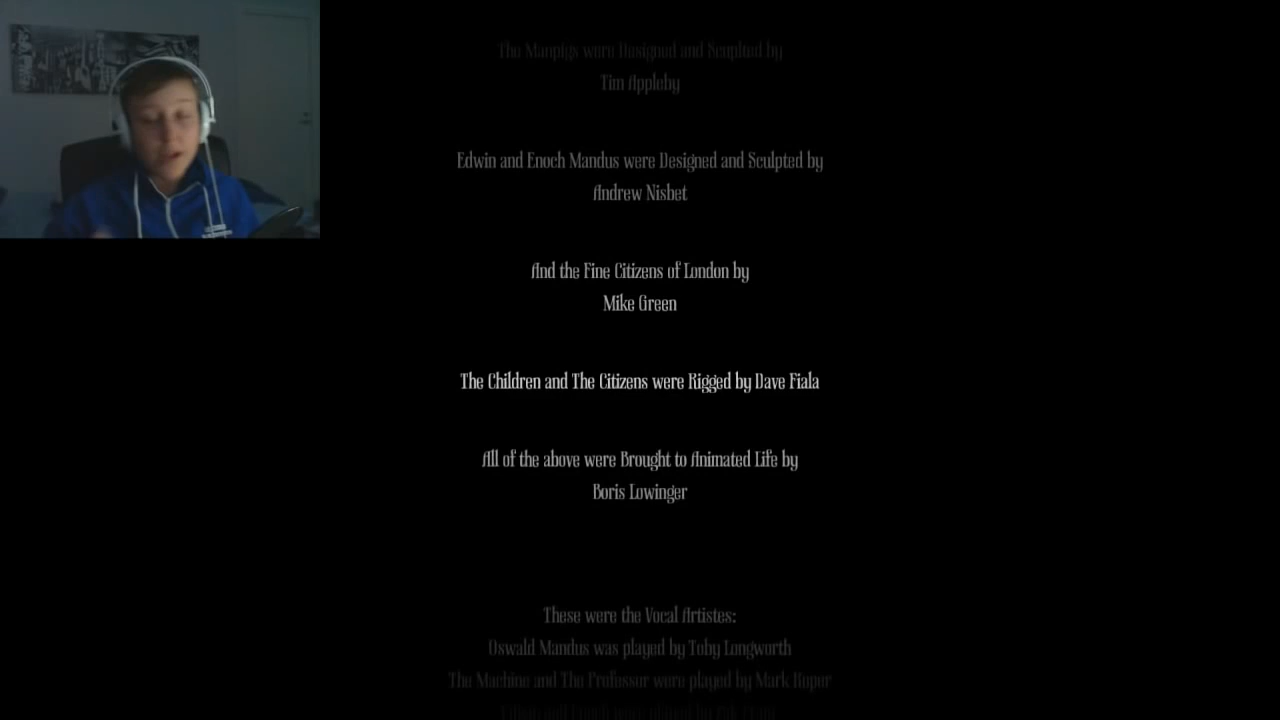 The Manpigs were Designed and Sculpted by
Tim Appleby
Edwin and Enoch Mandus were Designed and Sculpted by
Andrew Nisbet
And the Fine Citizens of London by
Mike Green
The Children and The Citizens were Rigged by Dave Fiala
All of the above were Brought to Animated Life by
Boris Lowinger
These were the Vocal Artistes:
Oswald Mandus was played by Toby Longworth
The Machine and The Professor were played by Mark Roper